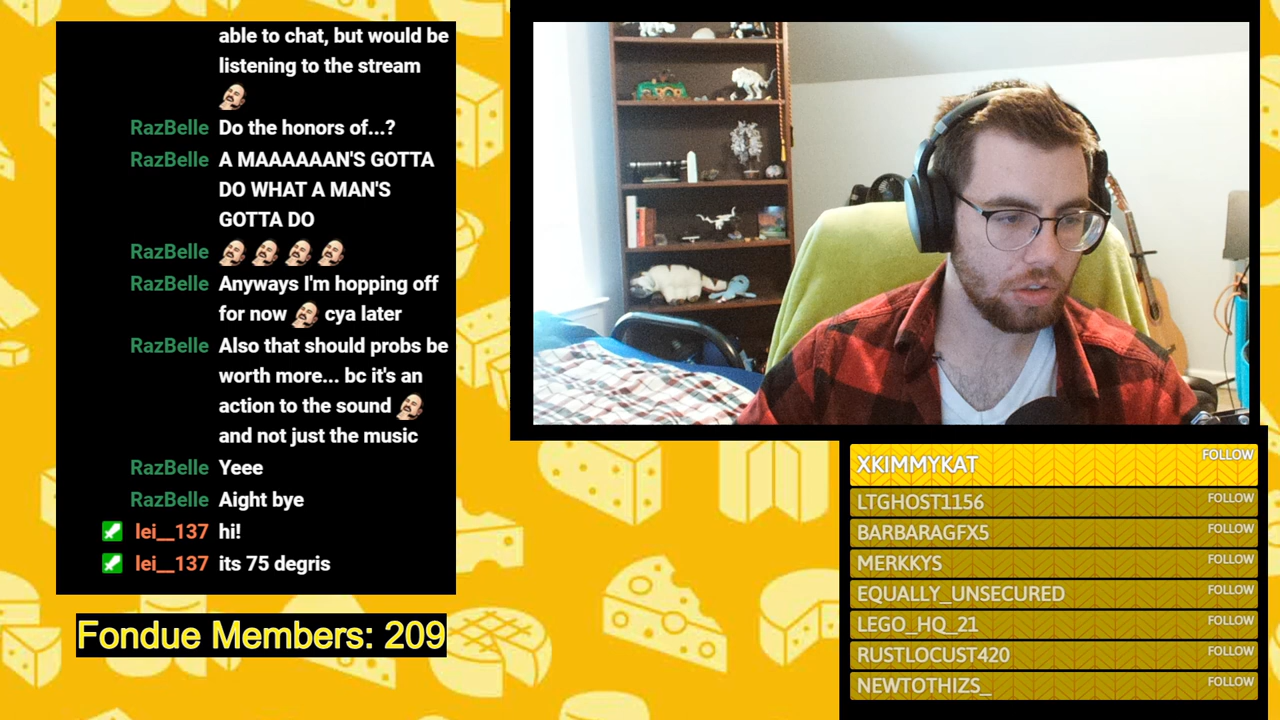 able to chat, but would be
listening to the stream
RazBelle Do the honors of...?
RazBelle A MAAAAAAN'S GOTTA
DO WHAT A MAN'S
GOTTA DO
RazBelle
RazBelle Anyways I'm hopping off
for now cya later
RazBelle Also that should probs be
worth more... bc it's an
action to the sound
and not just the music
RazBelle Yeee
RazBelle Aight bye
lei__137 hi!
lei__137 its 75 degris
Fondue Members: 209
XKIMMYKAT FOLLOW
LTGHOST1156 FOLLOW
BARBARAGFX5 FOLLOW
MERKKYS FOLLOW
EQUALLY_UNSECURED FOLLOW
LEGO_HQ_21 FOLLOW
RUSTLOCUST420 FOLLOW
NEWTOTHIZS_ FOLLOW